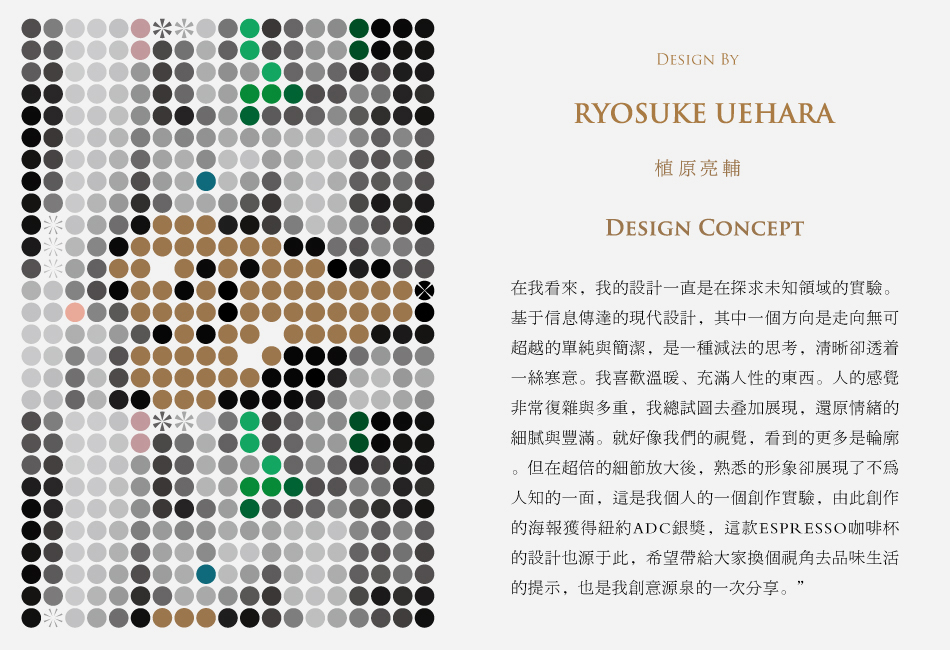 DESIGN BY
RYOSUKE UEHARA
植原亮輔
DESIGN CONCEPT
在我看來，我的設計一直是在探求未知領域的實驗。
基于信息傳達的現代設計，其中一個方向是走向無可
超越的單純與簡潔，是一種減法的思考，清晰卻透着
一絲寒意。我喜歡溫暖、充滿人性的東西。人的感覺
非常復雜與多重，我總試圖去叠加展現，還原情緒的
細膩與豐滿。就好像我們的視覺，看到的更多是輪廓
。但在超倍的細節放大後，熟悉的形象卻展現了不爲
人知的一面，這是我個人的一個創作實驗，由此創作
的海報獲得紐約ADC銀獎，這款ESPRESSO咖啡杯
的設計也源于此，希望帶給大家換個視角去品味生活
的提示，也是我創意源泉的一次分享。”